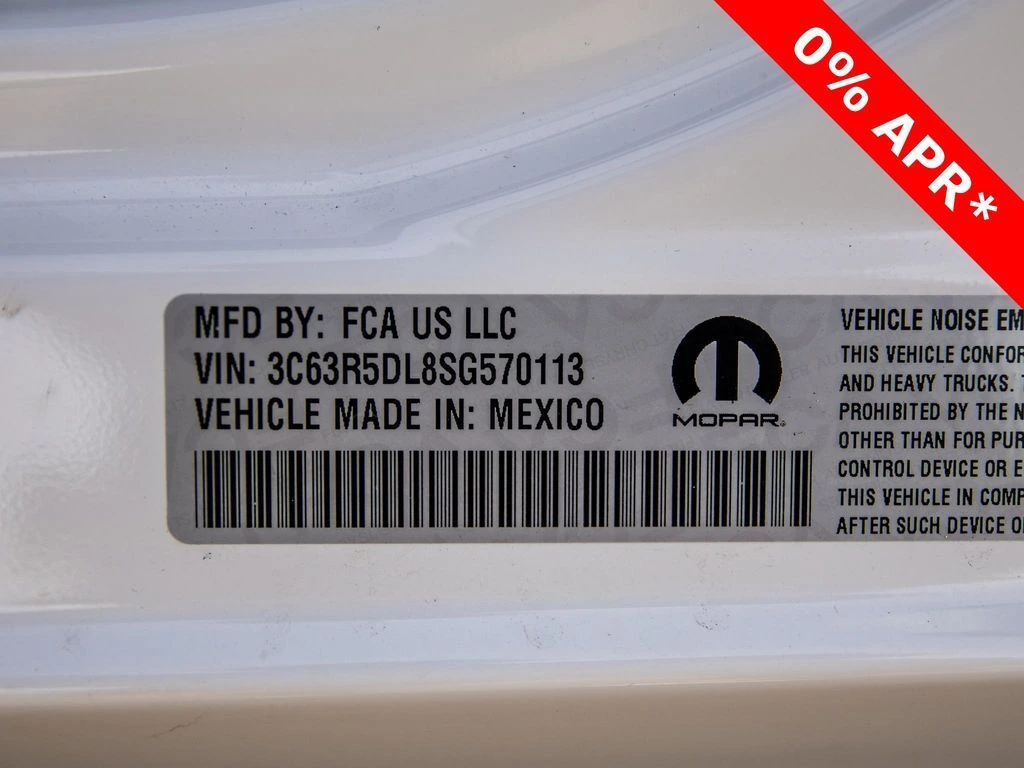 0% APR*
MFD BY: FCA US LLC
VIN: 3C63R5DL8SG570113
VEHICLE MADE IN: MEXICO
MOPAR®
VEHICLE NOISE EM
THIS VEHICLE CONFOR
AND HEAVY TRUCKS.
PROHIBITED BY THE N
OTHER THAN FOR PUR
CONTROL DEVICE OR E
THIS VEHICLE IN COMP
AFTER SUCH DEVICE O